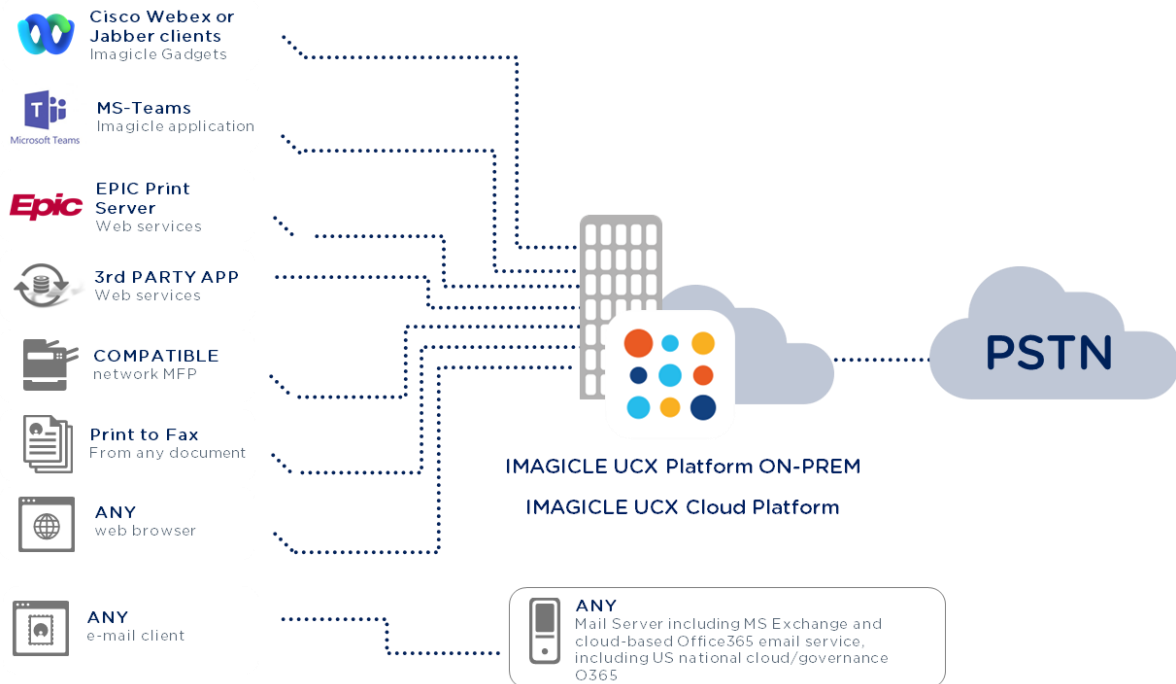 Cisco Webex or
Jabber clients
Imagicle Gadgets
T
Microsoft Teams
MS-Teams
Imagicle application
Epic
EPIC Print
Server
Web services
3rd PARTY APP
Web services
COMPATIBLE
network MFP
Print to Fax
From any document
ANY
web browser
ANY
e-mail client
PSTN
IMAGICLE UCX Platform ON-PREM
IMAGICLE UCX Cloud Platform
ANY
Mail Server including MS Exchange and
cloud-based Office365 email service,
including US national cloud/governance
O365